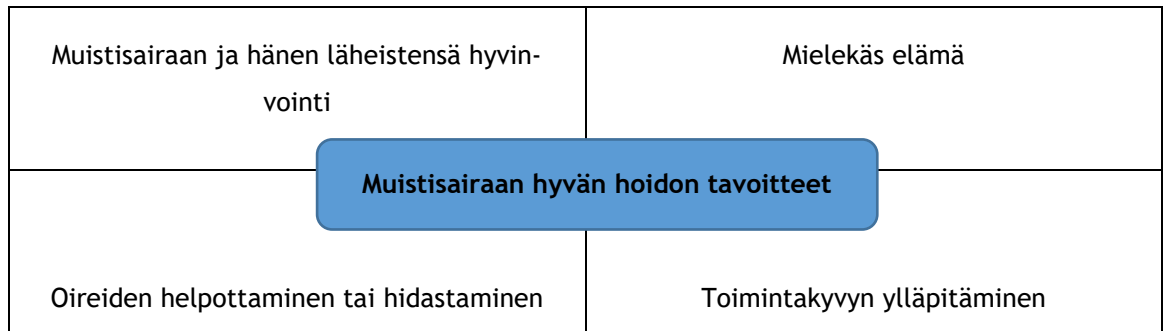 Muistisairaan ja hänen läheistensä hyvin-
vointi
Mielekäs elämä
Muistisairaan hyvän hoidon tavoitteet
Oireiden helpottaminen tai hidastaminen
Toimintakyvyn ylläpitäminen